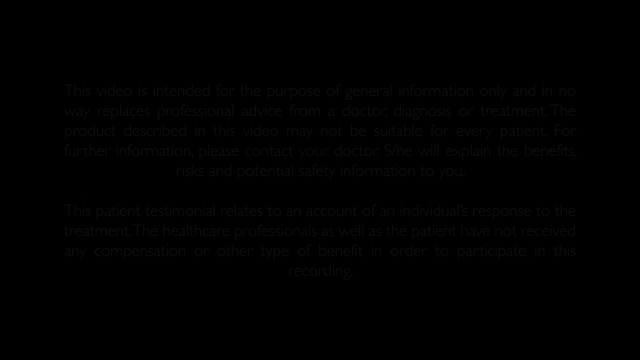 This video is intended for the purpose of general information only and in no
way replaces professional advice from a doctor, diagnosis or treatment. The
product described in this video may not be suitable for every patient. For
further information, please contact your doctor. S/he will explain the benefits,
risks and potential safety information to you.
This patient testimonial relates to an account of an individual's response to the
treatment. The healthcare professionals as well as the patient have not received
any compensation or other type of benefit in order to participate in this
recording.